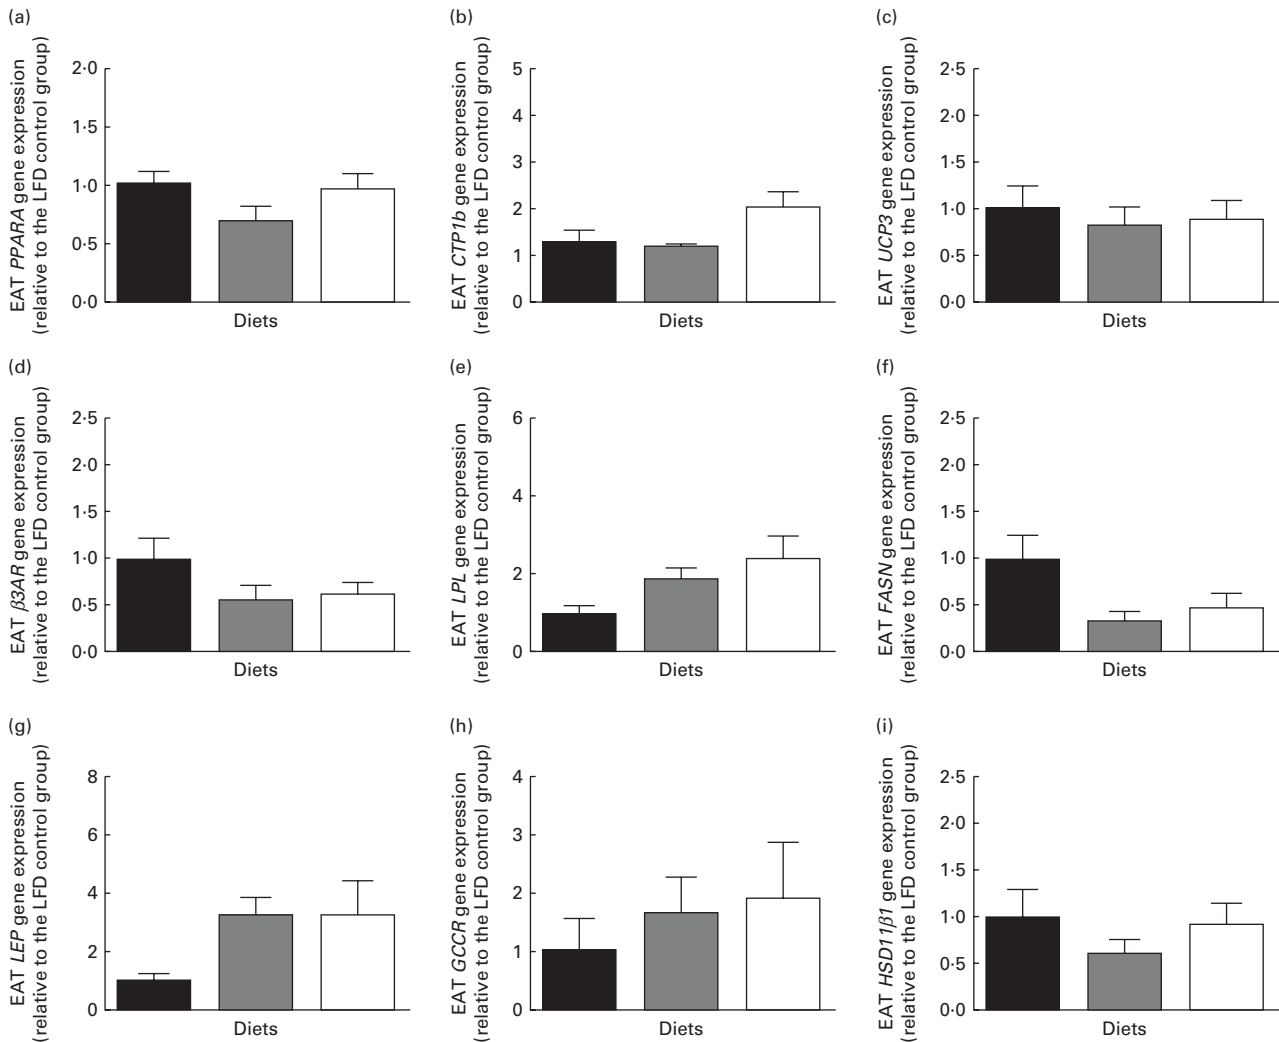 (a)
EAT PPARA gene expression
(relative to the LFD control group)
2·0
1·5
1·0
0·5
0·0
Diets
(b)
EAT CTP1b gene expression
(relative to the LFD control group)
5
4
3
2
1
0
Diets
(c)
EAT UCP3 gene expression
(relative to the LFD control group)
2·5
2·0
1·5
1·0
0·5
0·0
Diets
(d)
EAT β3AR gene expression
(relative to the LFD control group)
2·5
2·0
1·5
1·0
0·5
0·0
Diets
(e)
EAT LPL gene expression
(relative to the LFD control group)
6
4
2
0
Diets
(f)
EAT FASN gene expression
(relative to the LFD control group)
2·5
2·0
1·5
1·0
0·5
0·0
Diets
(g)
EAT LEP gene expression
(relative to the LFD control group)
8
6
4
2
0
Diets
(h)
EAT GCCR gene expression
(relative to the LFD control group)
4
3
2
1
0
Diets
(i)
EAT HSD11β1 gene expression
(relative to the LFD control group)
2·5
2·0
1·5
1·0
0·5
0·0
Diets